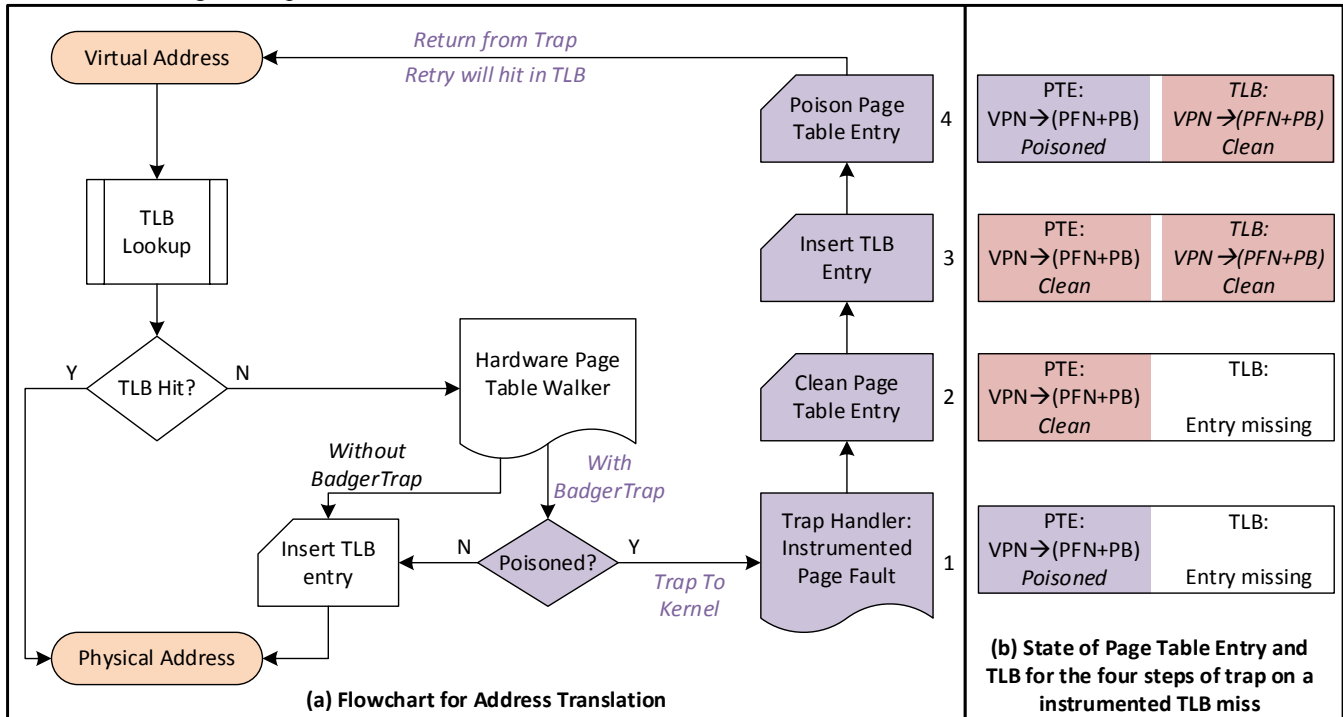 Virtual Address
Return from Trap
Retry will hit in TLB
TLB
Lookup
TLB Hit?
Y
N
Hardware Page
Table Walker
Without
BadgerTrap
With
BadgerTrap
Insert TLB
entry
N
Poisoned?
Y
Trap To
Kernel
Physical Address
Poison Page
Table Entry
4
Insert TLB
Entry
3
Clean Page
Table Entry
2
Trap Handler:
Instrumented
Page Fault
1
(a) Flowchart for Address Translation
PTE:
VPN→(PFN+PB)
Poisoned
TLB:
VPN→(PFN+PB)
Clean
PTE:
VPN→(PFN+PB)
Clean
TLB:
VPN→(PFN+PB)
Clean
PTE:
VPN→(PFN+PB)
Clean
TLB:
Entry missing
PTE:
VPN→(PFN+PB)
Poisoned
TLB:
Entry missing
(b) State of Page Table Entry and
TLB for the four steps of trap on a
instrumented TLB miss